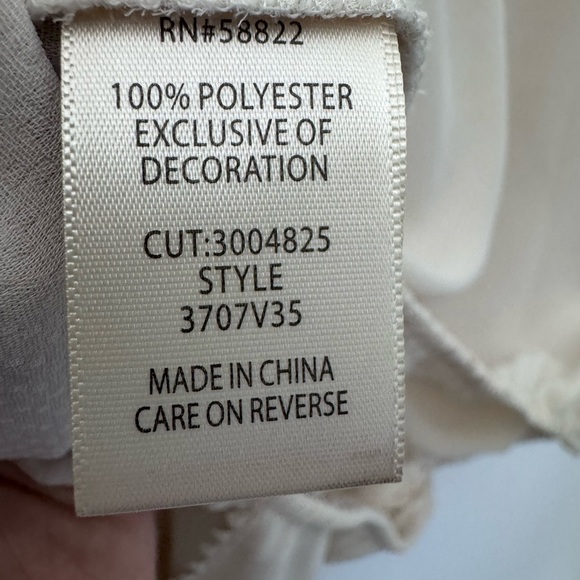 RN#58822
100% POLYESTER
EXCLUSIVE OF
DECORATION
CUT:3004825
STYLE
3707V35
MADE IN CHINA
CARE ON REVERSE